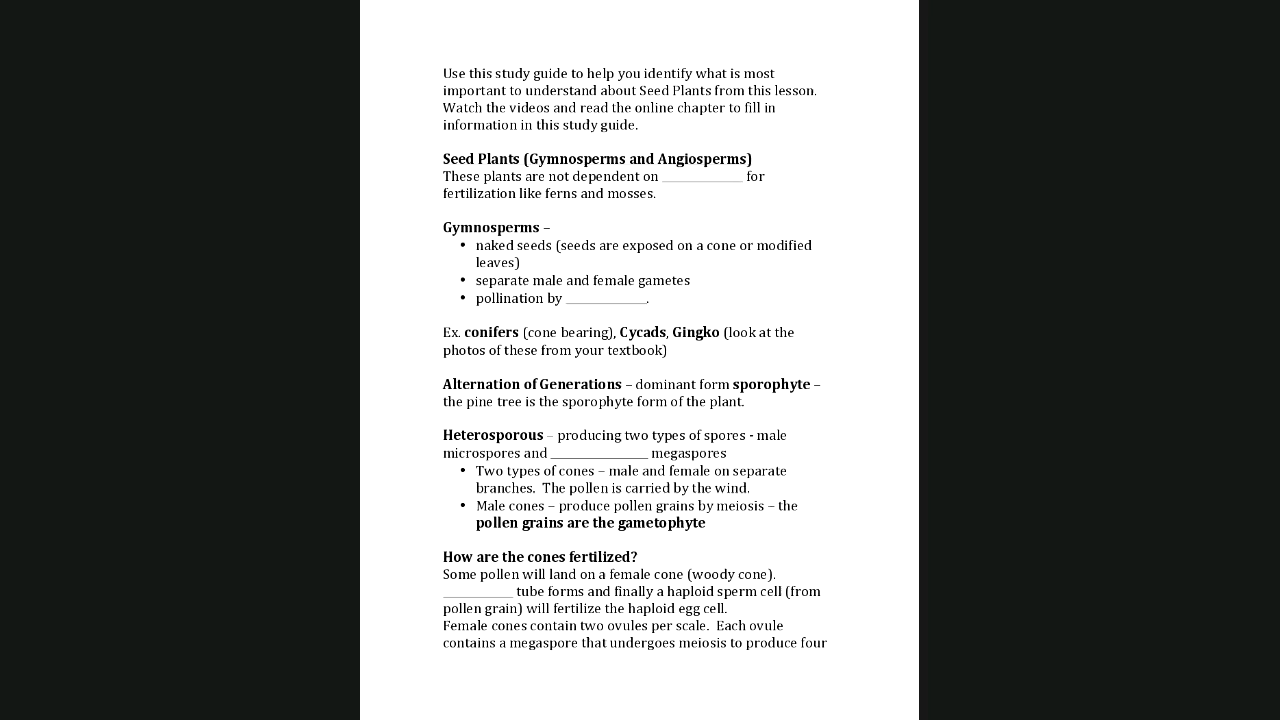 Use this study guide to help you identify what is most
important to understand about Seed Plants from this lesson.
Watch the videos and read the online chapter to fill in
information in this study guide.
Seed Plants (Gymnosperms and Angiosperms)
These plants are not dependent on _____________ for
fertilization like ferns and mosses.
Gymnosperms –
• naked seeds (seeds are exposed on a cone or modified
leaves)
• separate male and female gametes
• pollination by _____________.
Ex. conifers (cone bearing), Cycads, Gingko (look at the
photos of these from your textbook)
Alternation of Generations – dominant form sporophyte –
the pine tree is the sporophyte form of the plant.
Heterosporous – producing two types of spores - male
microspores and ________________ megaspores
• Two types of cones – male and female on separate
branches.  The pollen is carried by the wind.
• Male cones – produce pollen grains by meiosis – the
pollen grains are the gametophyte
How are the cones fertilized?
Some pollen will land on a female cone (woody cone).
___________ tube forms and finally a haploid sperm cell (from
pollen grain) will fertilize the haploid egg cell.
Female cones contain two ovules per scale.  Each ovule
contains a megaspore that undergoes meiosis to produce four